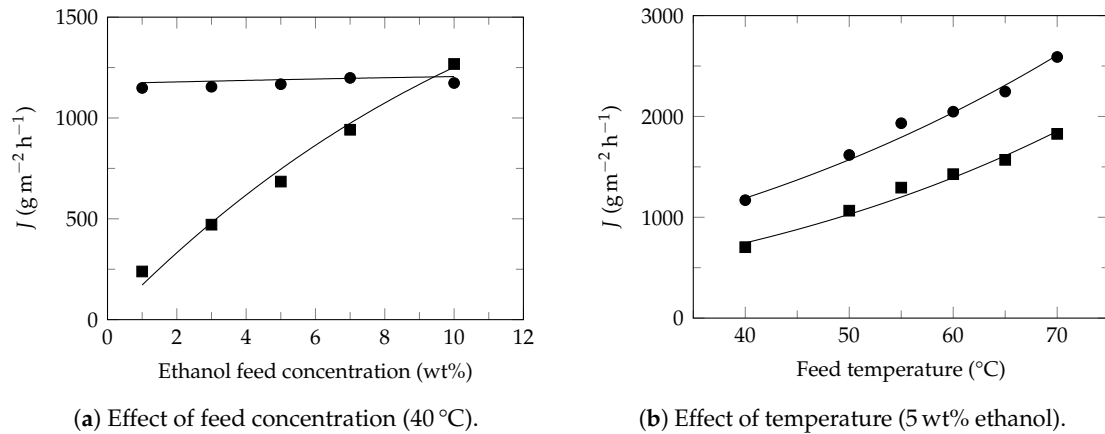 1500
1000
500
0
0 2 4 6 8 10 12
J (g m−2 h−1)
Ethanol feed concentration (wt%)
(a) Effect of feed concentration (40 °C).
3000
2000
1000
0
40 50 60 70
J (g m−2 h−1)
Feed temperature (°C)
(b) Effect of temperature (5 wt% ethanol).